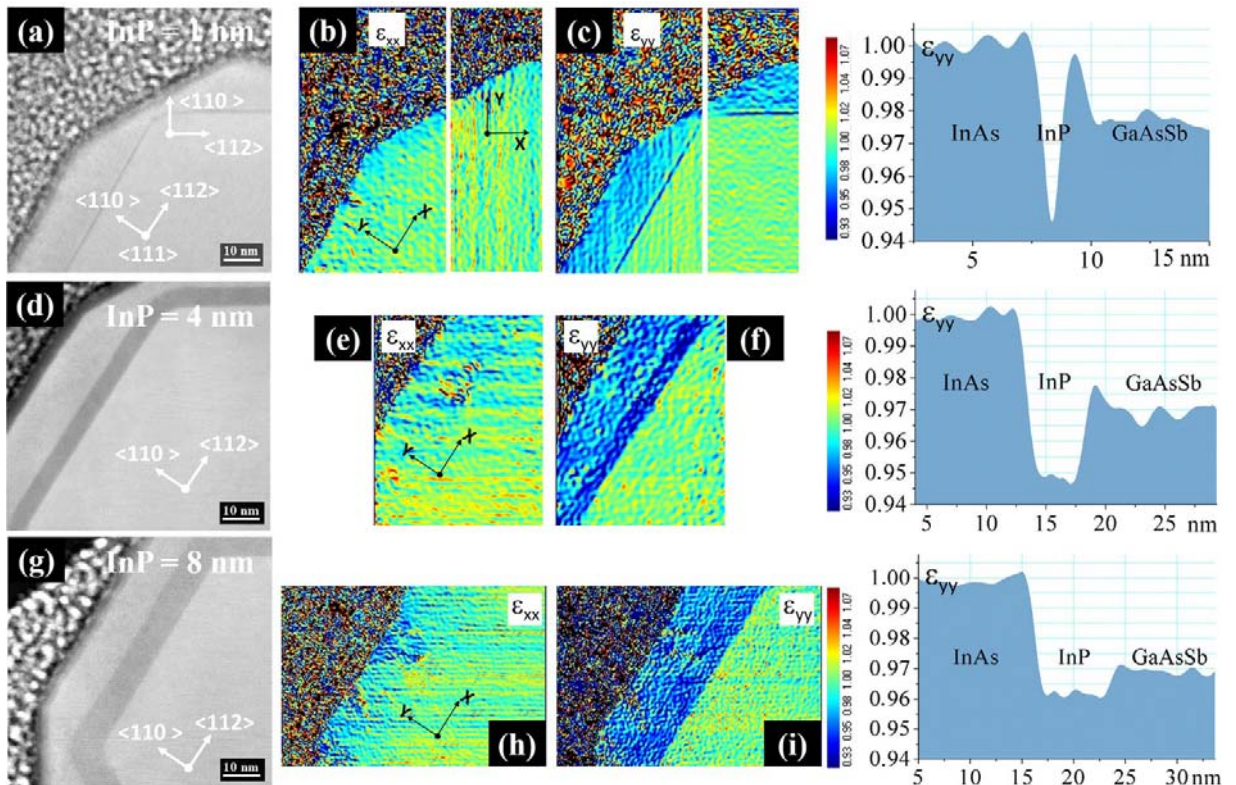 (a)
InP = 1 nm
<110 >
<112>
<110 >
<112>
<111>
10 nm
(b)
εxx
Y
X
Y
X
(c)
εyy
1.07
1.04
1.02
1.00
0.98
0.95
0.93
εyy
1.00
0.99
0.97
0.96
0.95
0.94
InAs
InP
GaAsSb
5
10
15 nm
(d)
InP = 4 nm
<110 >
<112>
10 nm
(e)
εxx
Y
X
εyy
(f)
1.07
1.04
1.02
1.00
0.98
0.95
0.93
εyy
1.00
0.98
0.97
0.96
0.95
0.94
InAs
InP
GaAsSb
5
10
15
20
25
nm
(g)
InP = 8 nm
<110 >
<112>
10 nm
εxx
Y
X
(h)
εyy
(i)
1.07
1.04
1.02
1.00
0.98
0.95
0.93
εyy
1.00
0.99
0.97
0.96
0.95
0.94
InAs
InP
GaAsSb
5
10
15
20
25
30
nm